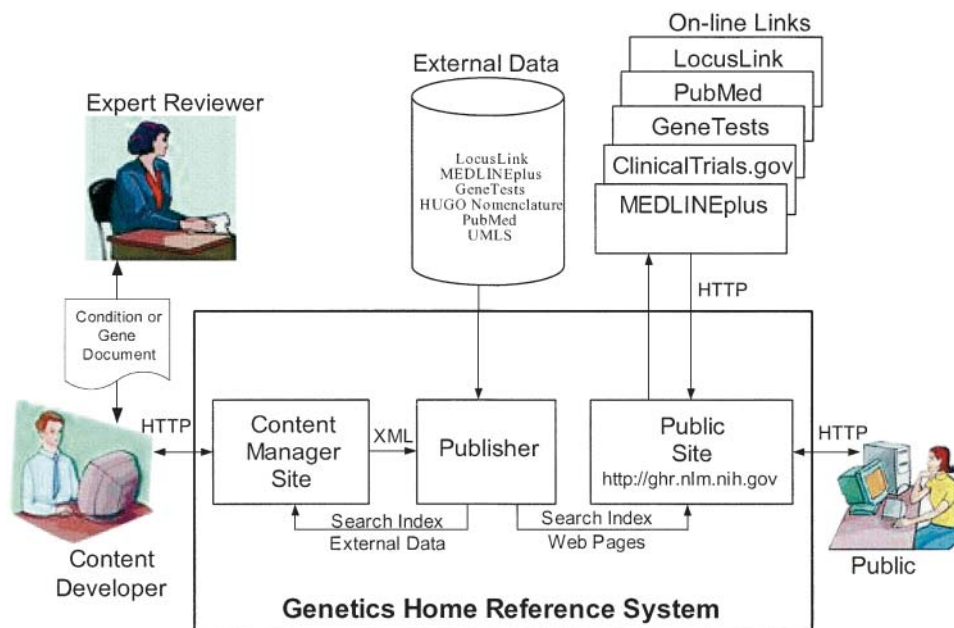 On-line Links
LocusLink
PubMed
GeneTests
ClinicalTrials.gov
MEDLINEplus
External Data
LocusLink
MEDLINEplus
GeneTests
HUGO Nomenclature
PubMed
UMLS
Expert Reviewer
Condition or
Gene
Document
HTTP
HTTP
Content
Manager
Site
XML
Publisher
Public
Site
http://ghr.nlm.nih.gov
HTTP
Search Index
External Data
Search Index
Web Pages
Content
Developer
Public
Genetics Home Reference System